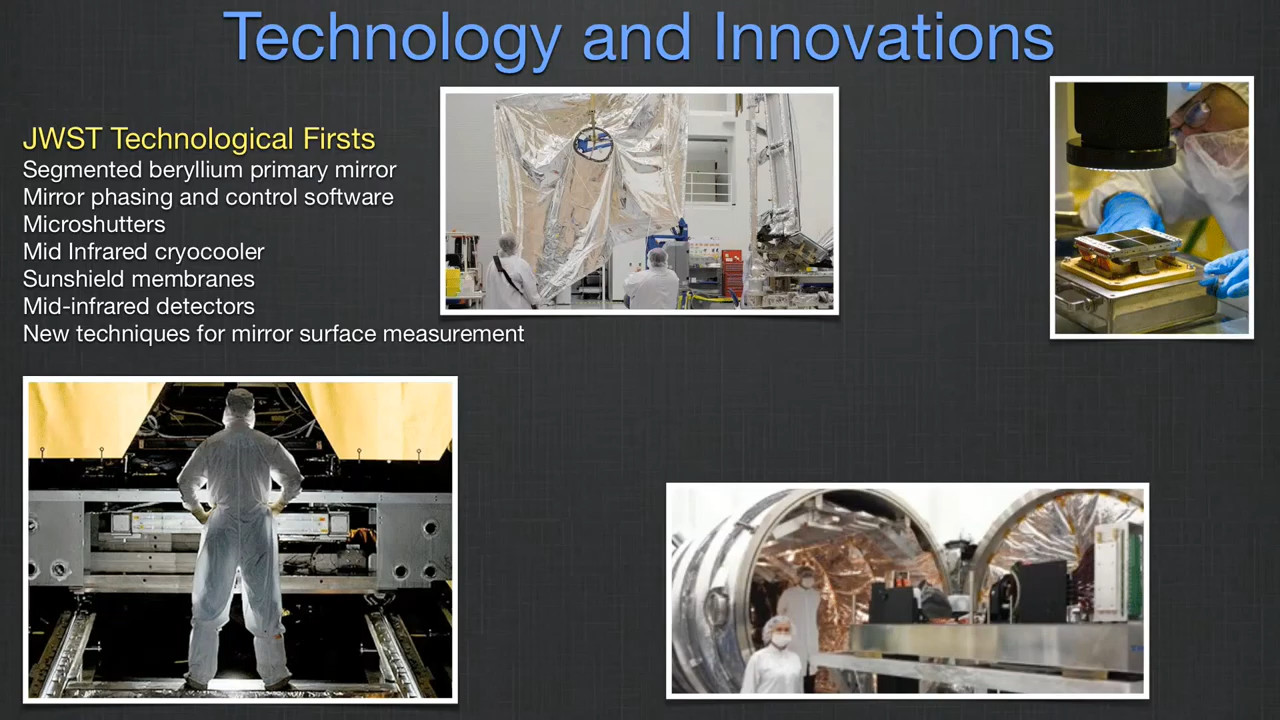 Technology and Innovations
JWST Technological Firsts
Segmented beryllium primary mirror
Mirror phasing and control software
Microshutters
Mid Infrared cryocooler
Sunshield membranes
Mid-infrared detectors
New techniques for mirror surface measurement